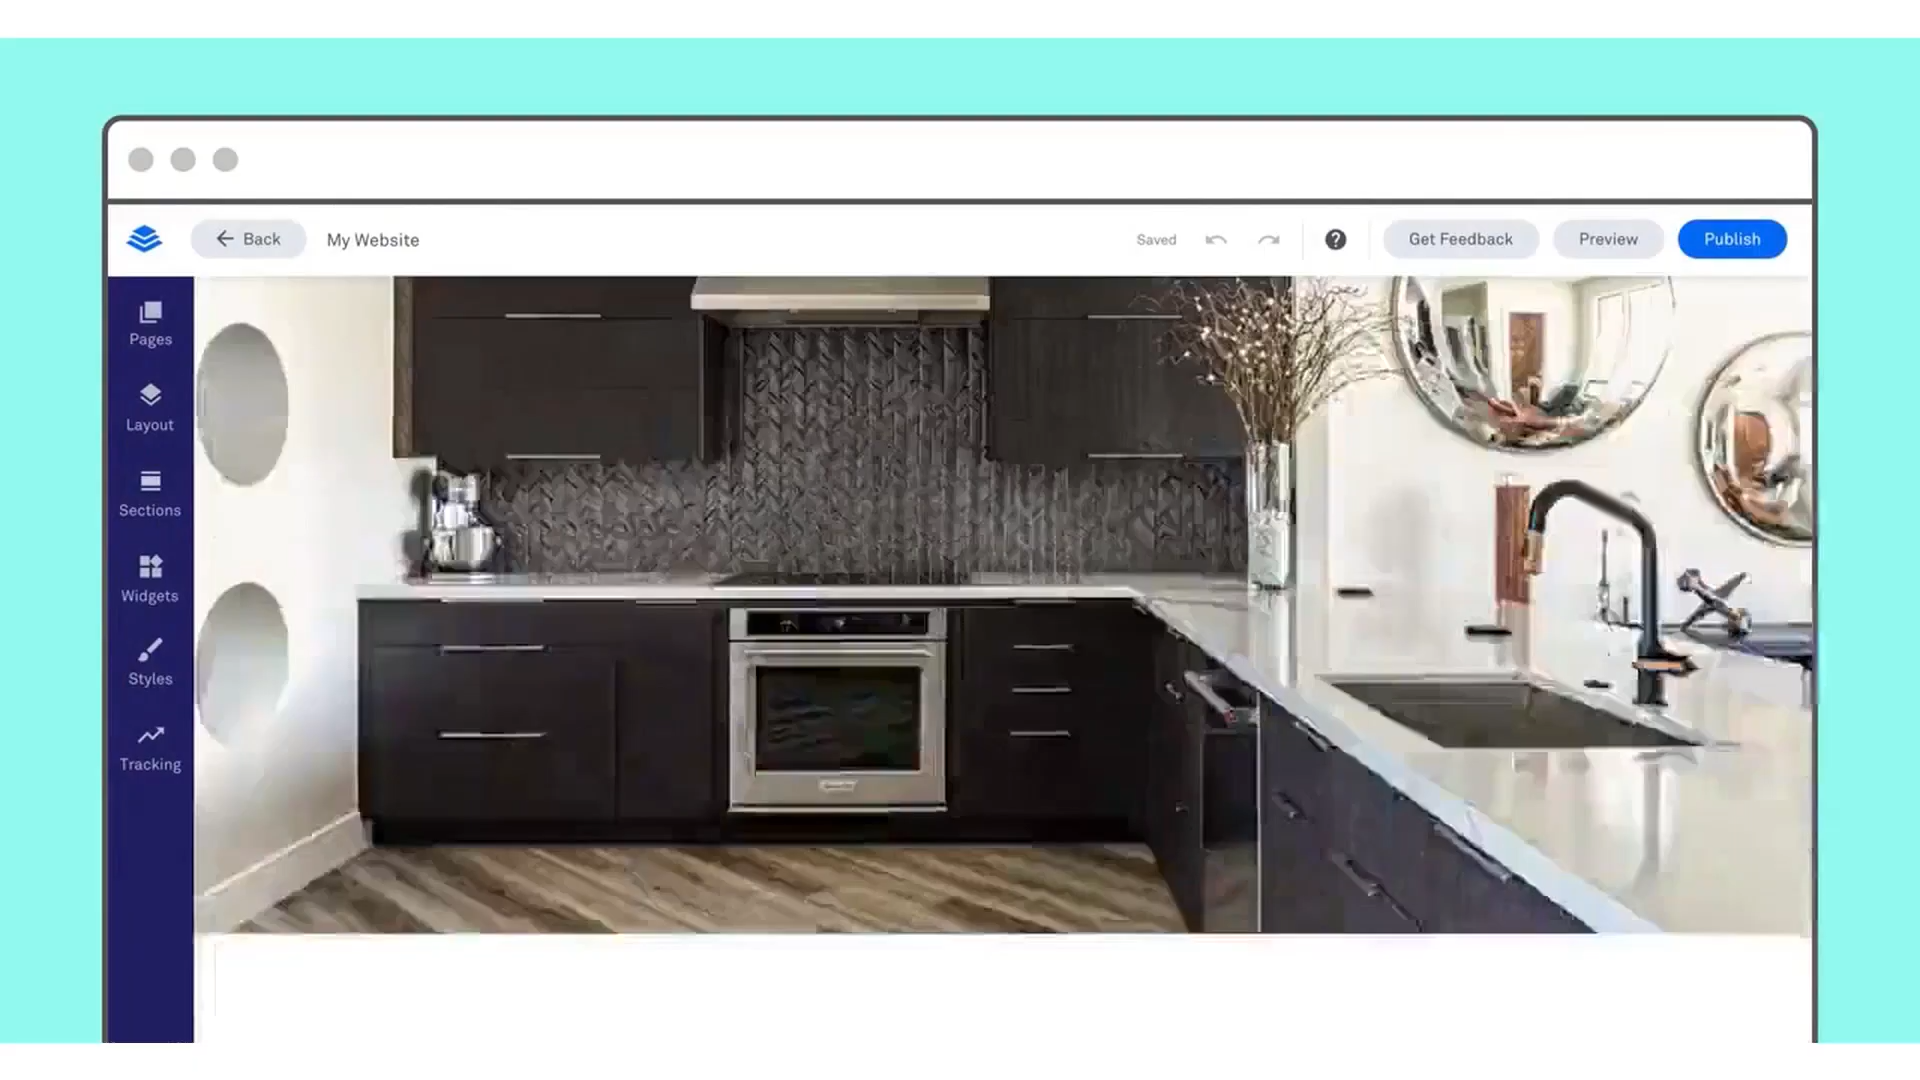 Back
My Website
Saved
?
Get Feedback
Preview
Publish
Pages
Layout
Sections
Widgets
Styles
Tracking